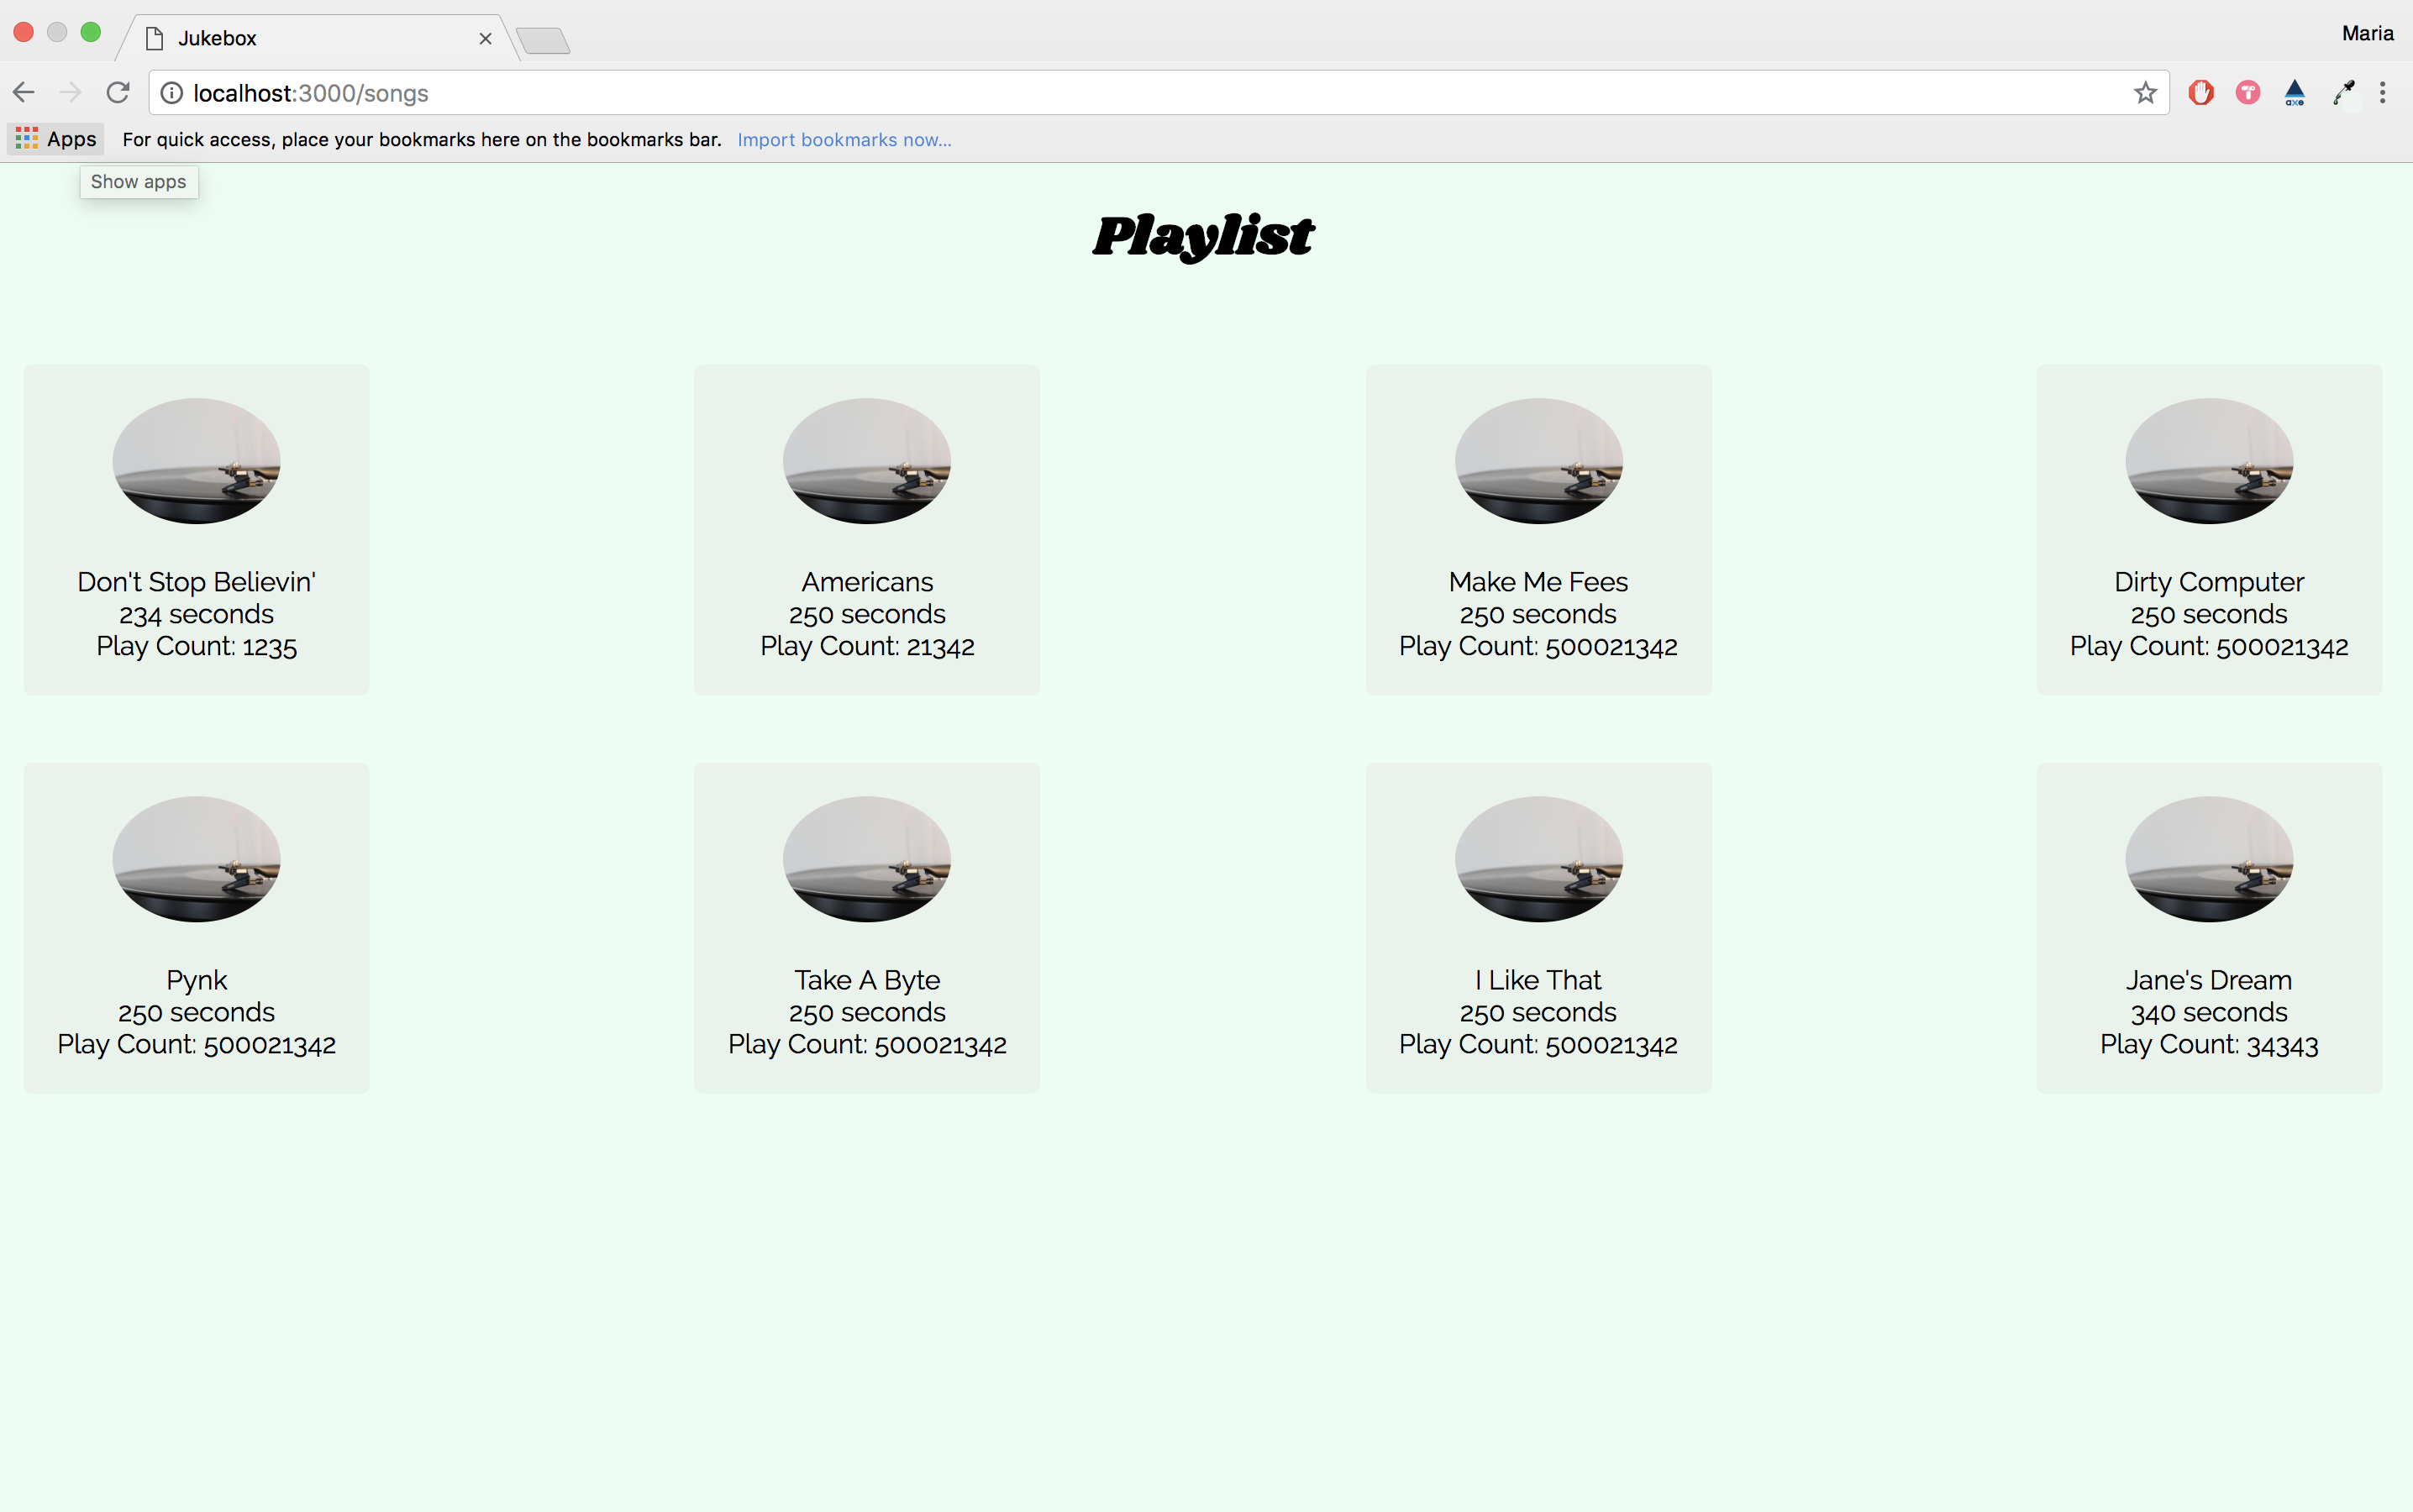 Jukebox
Maria
localhost:3000/songs
axe
Apps
For quick access, place your bookmarks here on the bookmarks bar. Import bookmarks now...
Show apps
Playlist
Don't Stop Believin'
234 seconds
Play Count: 1235
Americans
250 seconds
Play Count: 21342
Make Me Fees
250 seconds
Play Count: 500021342
Dirty Computer
250 seconds
Play Count: 500021342
Pynk
250 seconds
Play Count: 500021342
Take A Byte
250 seconds
Play Count: 500021342
I Like That
250 seconds
Play Count: 500021342
Jane's Dream
340 seconds
Play Count: 34343